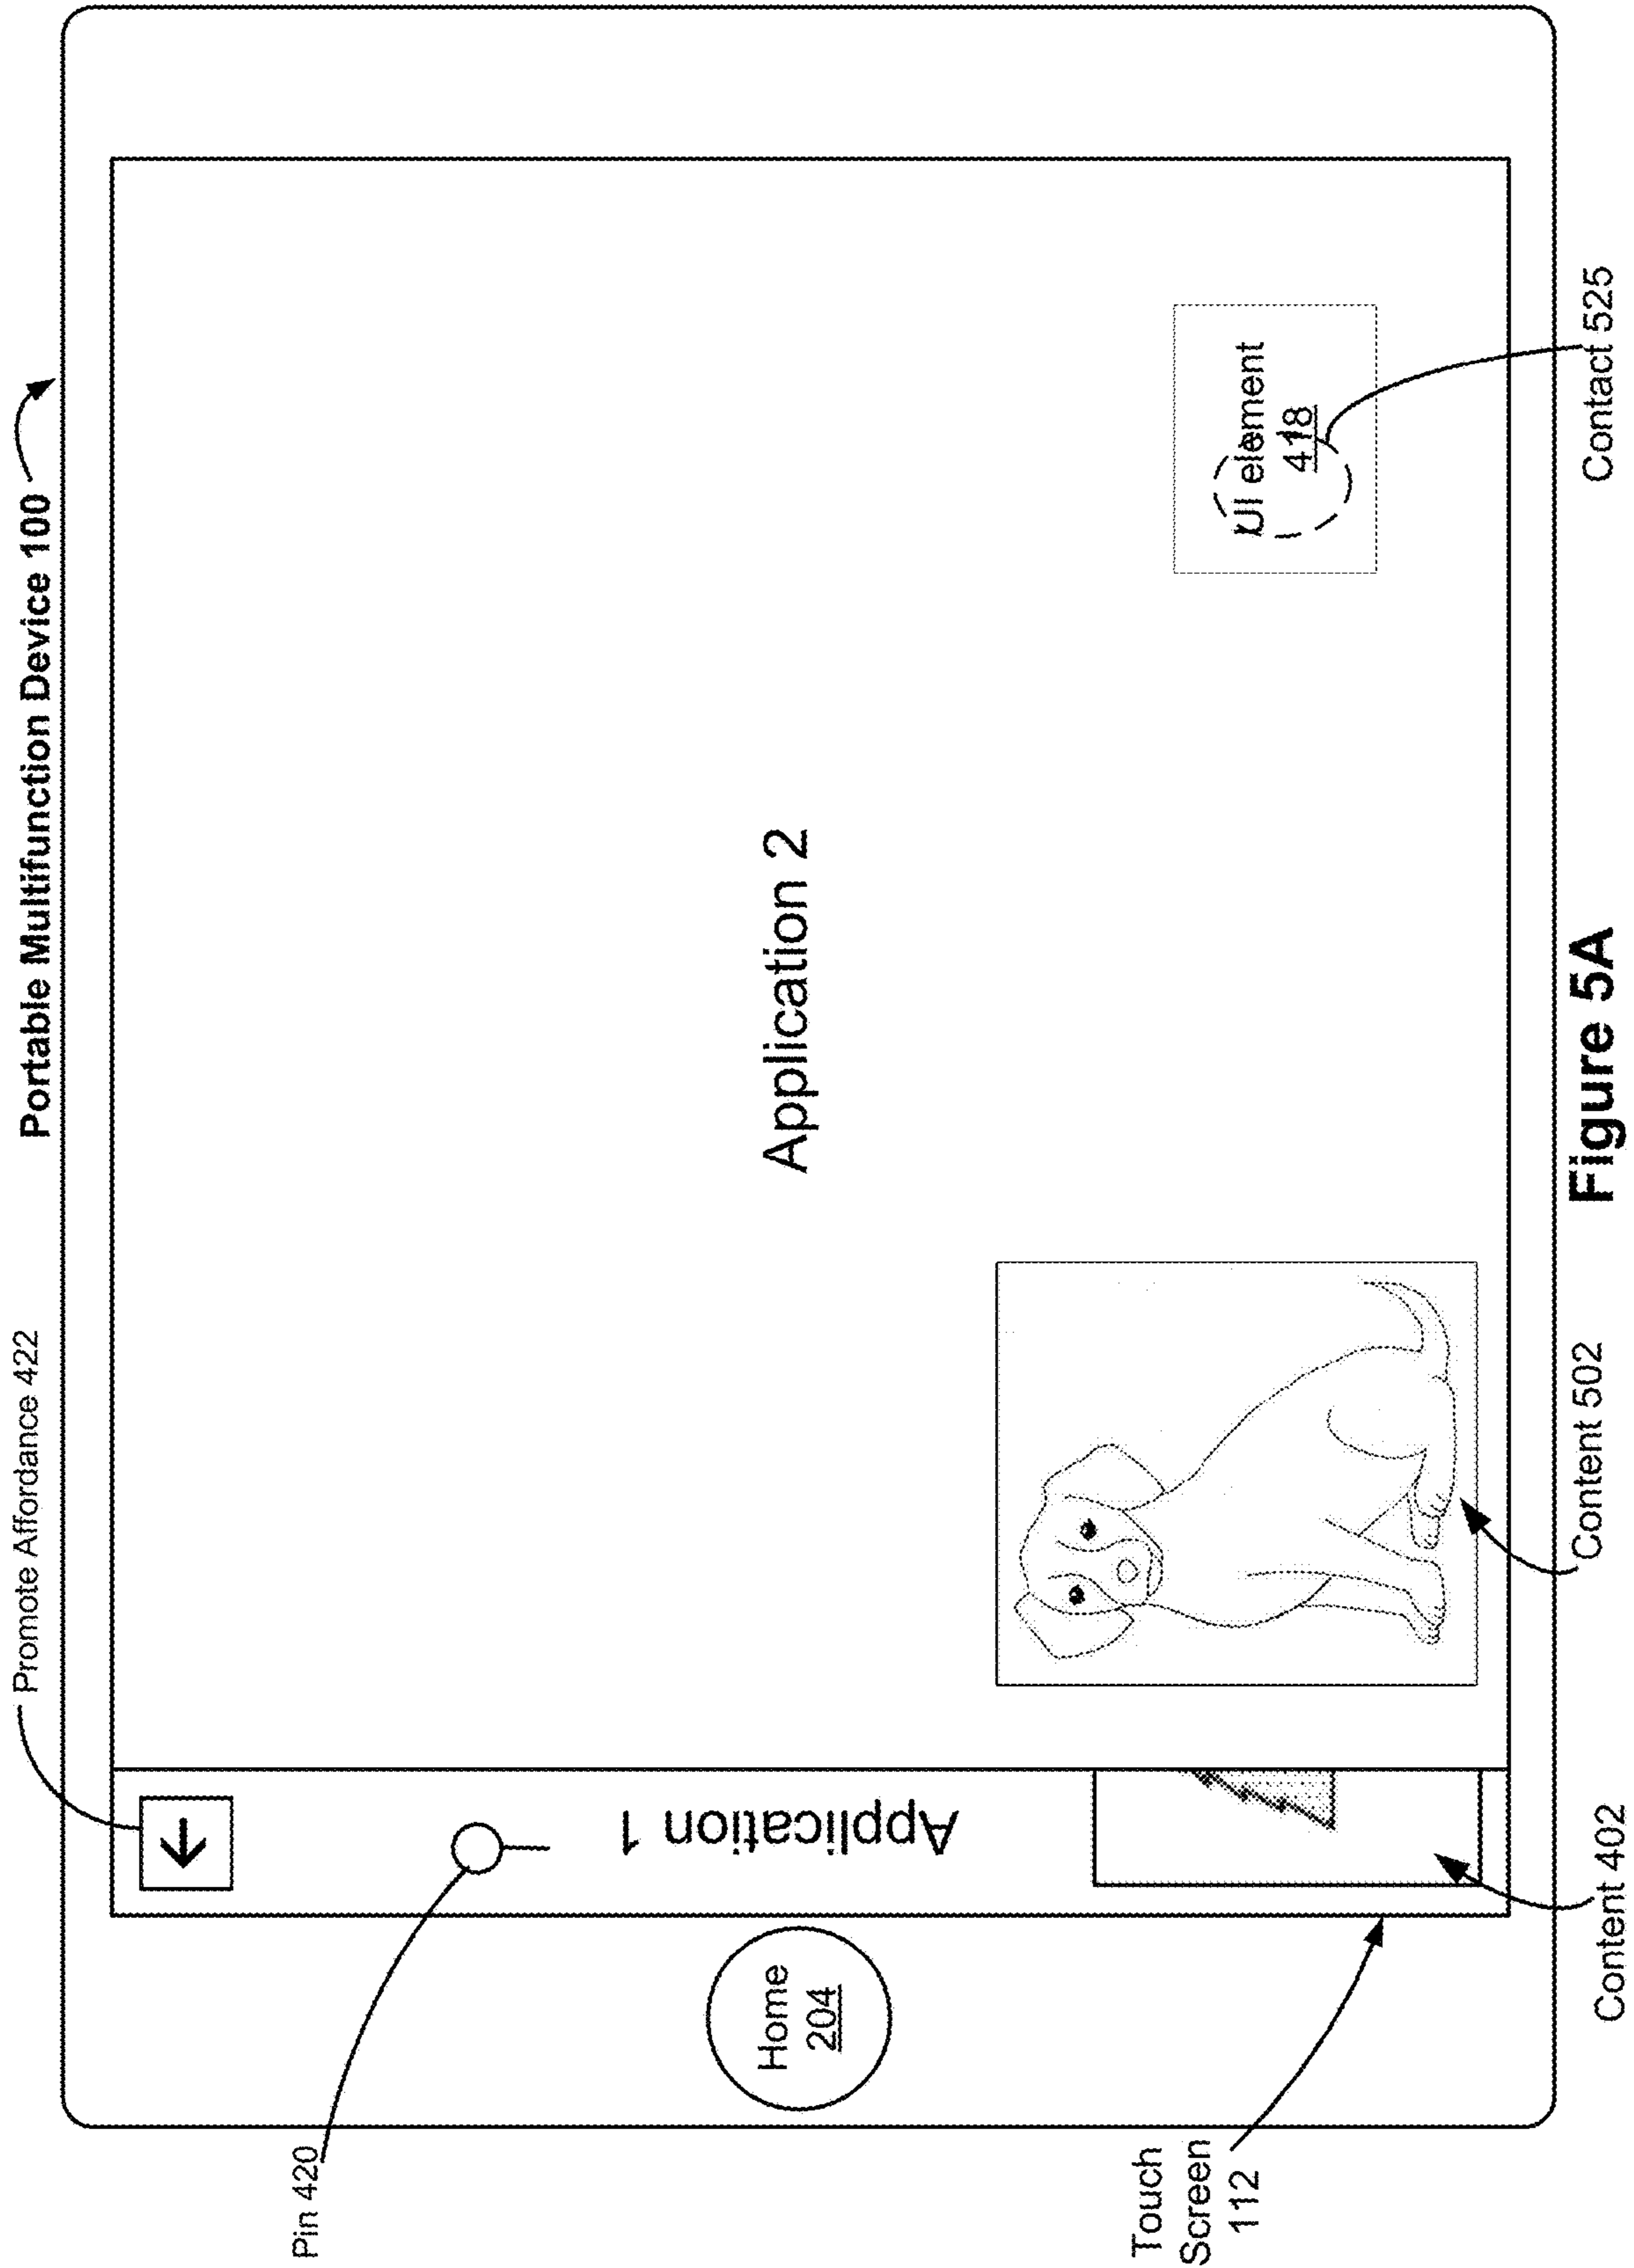 Portable Multifunction Device 100
Promote Affordance 422
Pin 420
Application 1
Application 2
Home
204
UI element
418
Touch
Screen
112
Content 402
Content 502
Contact 525
Figure 5A